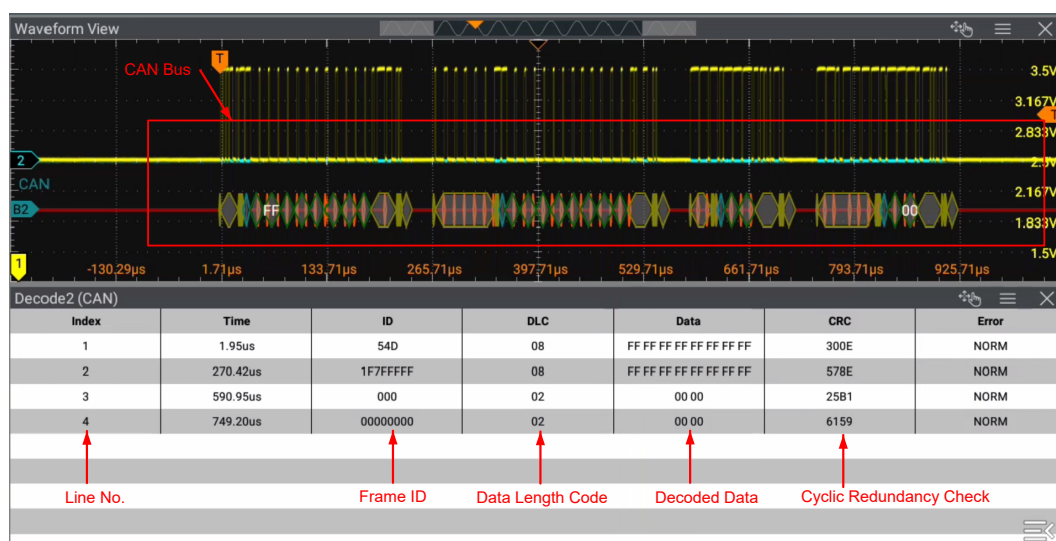 Waveform View
T
CAN Bus
3.5V
3.167V
T
2.833V
2
2.5V
CAN
2.167V
B2
FF
00
1.833V
1
1.5V
-130.29µs 1.71µs 133.71µs 265.71µs 397.71µs 529.71µs 661.71µs 793.71µs 925.71µs
Decode2 (CAN)
Index Time ID DLC Data CRC Error
1 1.95us 54D 08 FF FF FF FF FF FF FF FF 300E NORM
2 270.42us 1F7FFFFF 08 FF FF FF FF FF FF FF FF 578E NORM
3 590.95us 000 02 00 00 25B1 NORM
4 749.20us 00000000 02 00 00 6159 NORM
Line No. Frame ID Data Length Code Decoded Data Cyclic Redundancy Check